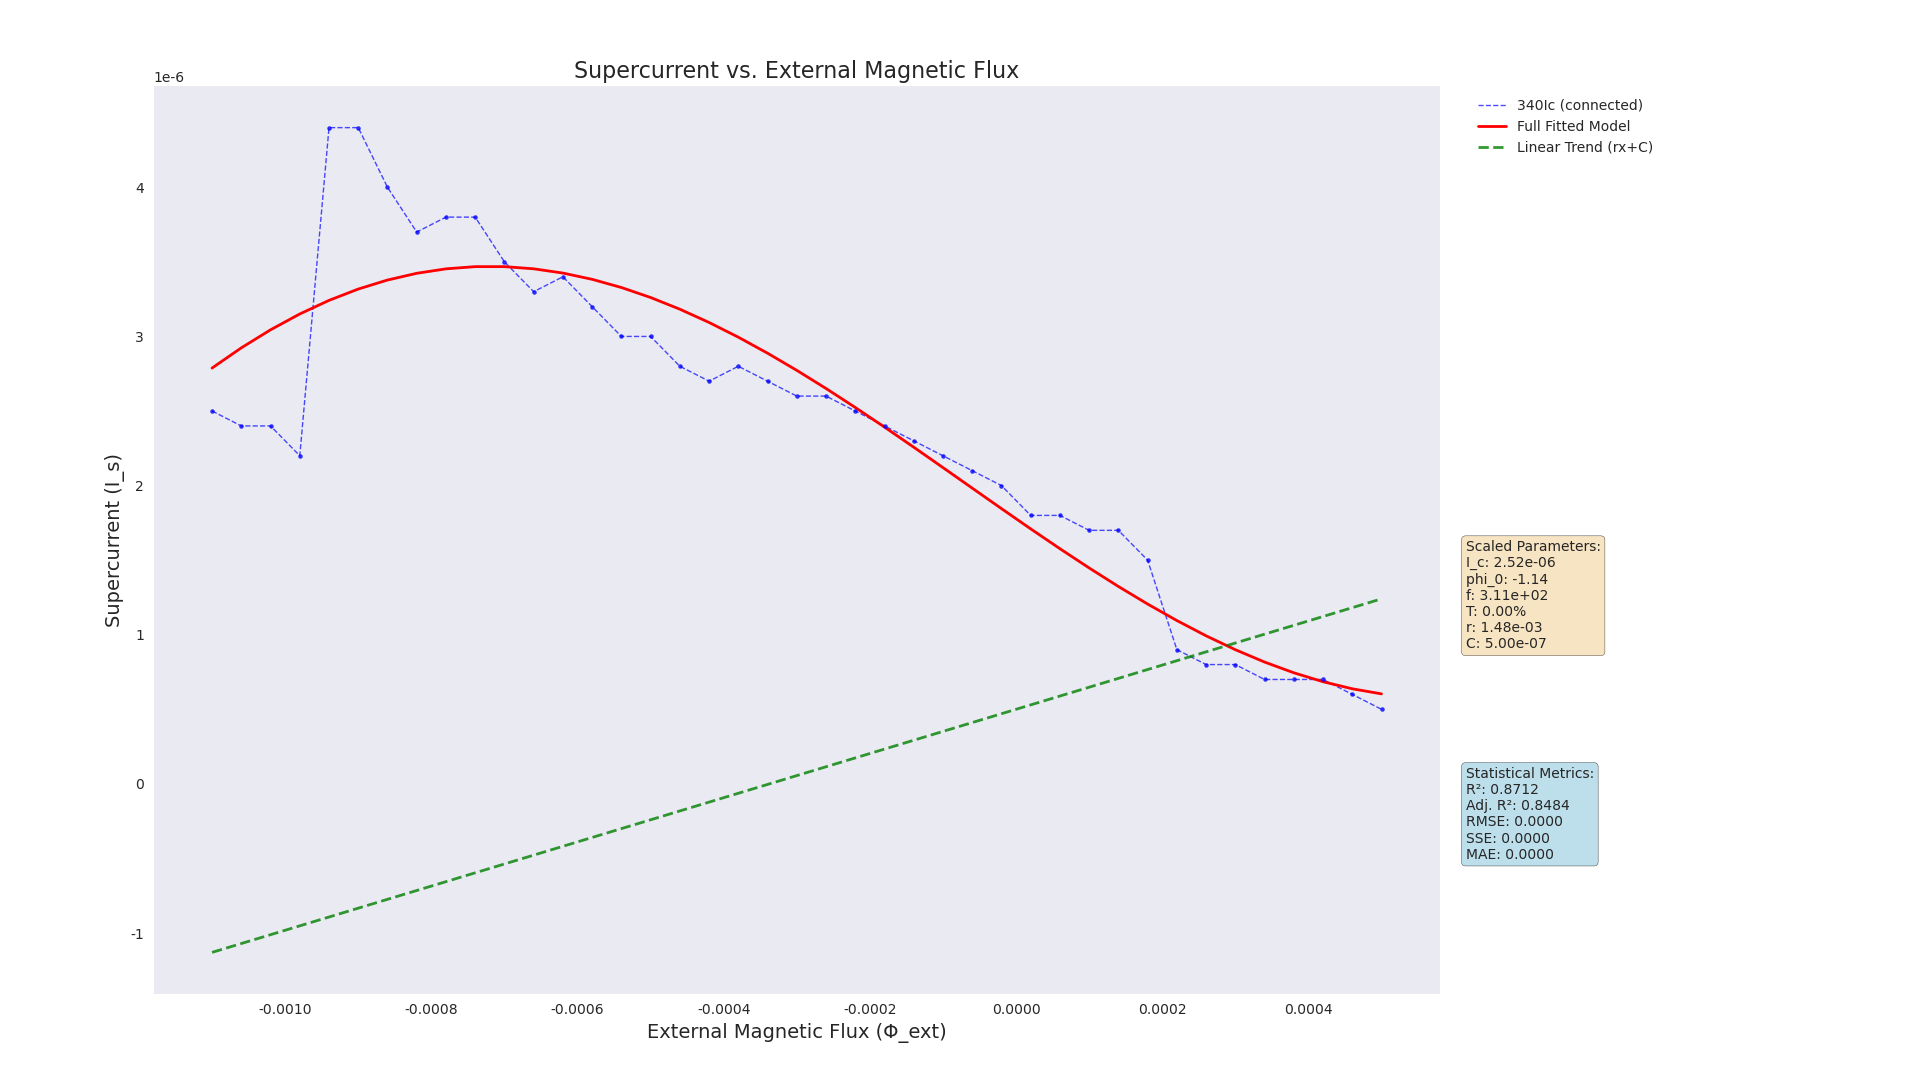 Supercurrent vs. External Magnetic Flux
1e-6
4
3
2
1
0
-1
Supercurrent (I_s)
-0.0010
-0.0008
-0.0006
-0.0004
-0.0002
0.0000
0.0002
0.0004
External Magnetic Flux (Φ_ext)
340Ic (connected)
Full Fitted Model
Linear Trend (rx+C)
Scaled Parameters:
I_c: 2.52e-06
phi_0: -1.14
f: 3.11e+02
T: 0.00%
r: 1.48e-03
C: 5.00e-07
Statistical Metrics:
R²: 0.8712
Adj. R²: 0.8484
RMSE: 0.0000
SSE: 0.0000
MAE: 0.0000